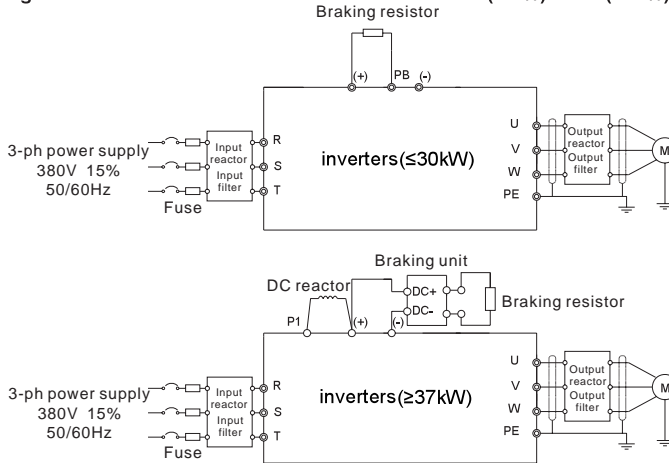 Braking resistor
(+) PB (-)
3-ph power supply
380V 15%
50/60Hz
Fuse
Input
reactor
Input
filter
R
S
T
inverters(≤30kW)
U
V
W
PE
Output
reactor
Output
filter
M
Braking unit
DC reactor
DC+
DC-
Braking resistor
P1 (+) (-)
3-ph power supply
380V 15%
50/60Hz
Fuse
Input
reactor
Input
filter
R
S
T
inverters(≥37kW)
U
V
W
PE
Output
reactor
Output
filter
M